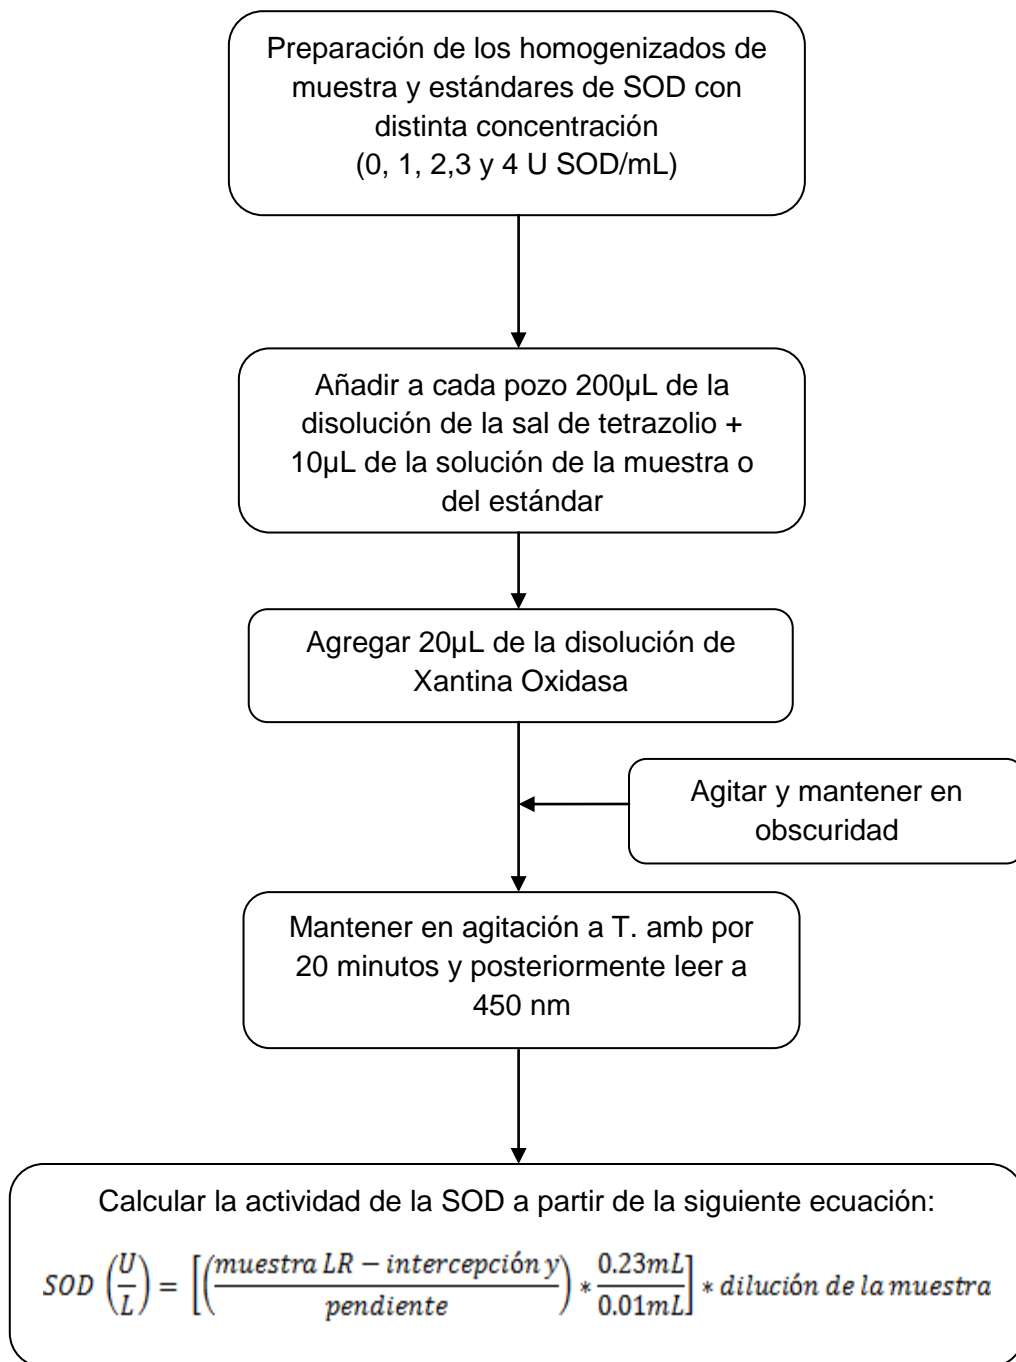 Preparación de los homogenizados de
muestra y estándares de SOD con
distinta concentración
(0, 1, 2,3 y 4 U SOD/mL)
Añadir a cada pozo 200µL de la
disolución de la sal de tetrazolio +
10µL de la solución de la muestra o
del estándar
Agregar 20µL de la disolución de
Xantina Oxidasa
Agitar y mantener en
obscuridad
Mantener en agitación a T. amb por
20 minutos y posteriormente leer a
450 nm
Calcular la actividad de la SOD a partir de la siguiente ecuación:
SOD (U/L) = [((muestra LR − intercepción y)/pendiente) * 0.23mL/0.01mL] * dilución de la muestra